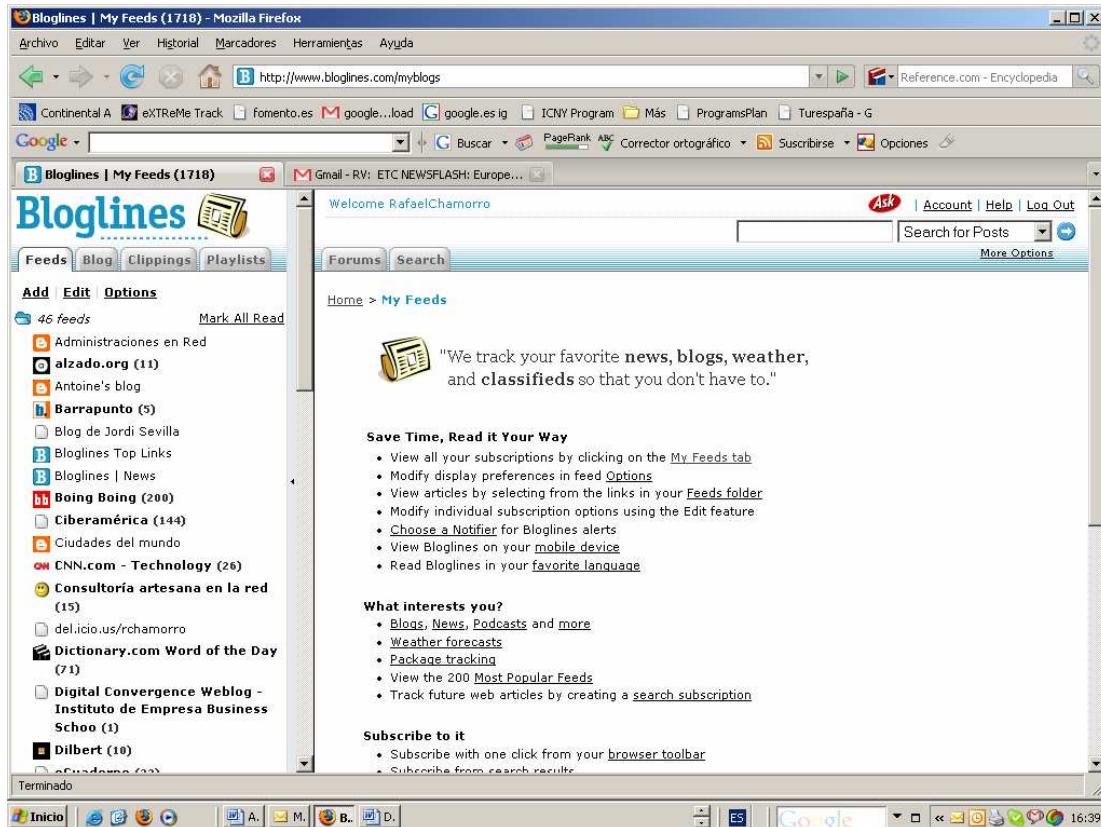 Bloglines | My Feeds (1718) - Mozilla Firefox
Archivo Editar Ver Historial Marcadores Herramientas Ayuda
http://www.bloglines.com/myblogs
Reference.com - Encyclopedia
Continental A eXTReMe Track fomento.es google...load google.es ig ICNY Program Más ProgramsPlan Turespaña - G
Google Buscar PageRank ABC Corrector ortográfico Suscribirse Opciones
Bloglines | My Feeds (1718) Gmail - RV: ETC NEWSFLASH: Europe...
Bloglines
Feeds Blog Clippings Playlists
Add Edit Options
46 feeds Mark All Read
Administraciones en Red
alzado.org (11)
Antoine's blog
Barrapunto (5)
Blog de Jordi Sevilla
Bloglines Top Links
Bloglines | News
Boing Boing (200)
Ciberamérica (144)
Ciudades del mundo
CNN.com - Technology (26)
Consultoría artesana en la red
(15)
del.icio.us/rchamorro
Dictionary.com Word of the Day
(71)
Digital Convergence Weblog -
Instituto de Empresa Business
Schoo (1)
Dilbert (10)
Welcome RafaelChamorro
Ask | Account | Help | Log Out
Search for Posts
More Options
Forums Search
Home > My Feeds
"We track your favorite news, blogs, weather,
and classifieds so that you don't have to."
Save Time, Read it Your Way
• View all your subscriptions by clicking on the My Feeds tab
• Modify display preferences in feed Options
• View articles by selecting from the links in your Feeds folder
• Modify individual subscription options using the Edit feature
• Choose a Notifier for Bloglines alerts
• View Bloglines on your mobile device
• Read Bloglines in your favorite language
What interests you?
• Blogs, News, Podcasts and more
• Weather forecasts
• Package tracking
• View the 200 Most Popular Feeds
• Track future web articles by creating a search subscription
Subscribe to it
• Subscribe with one click from your browser toolbar
• Subscribe from search results
Terminado
Inicio A. M. B.. D. ES Google 16:39